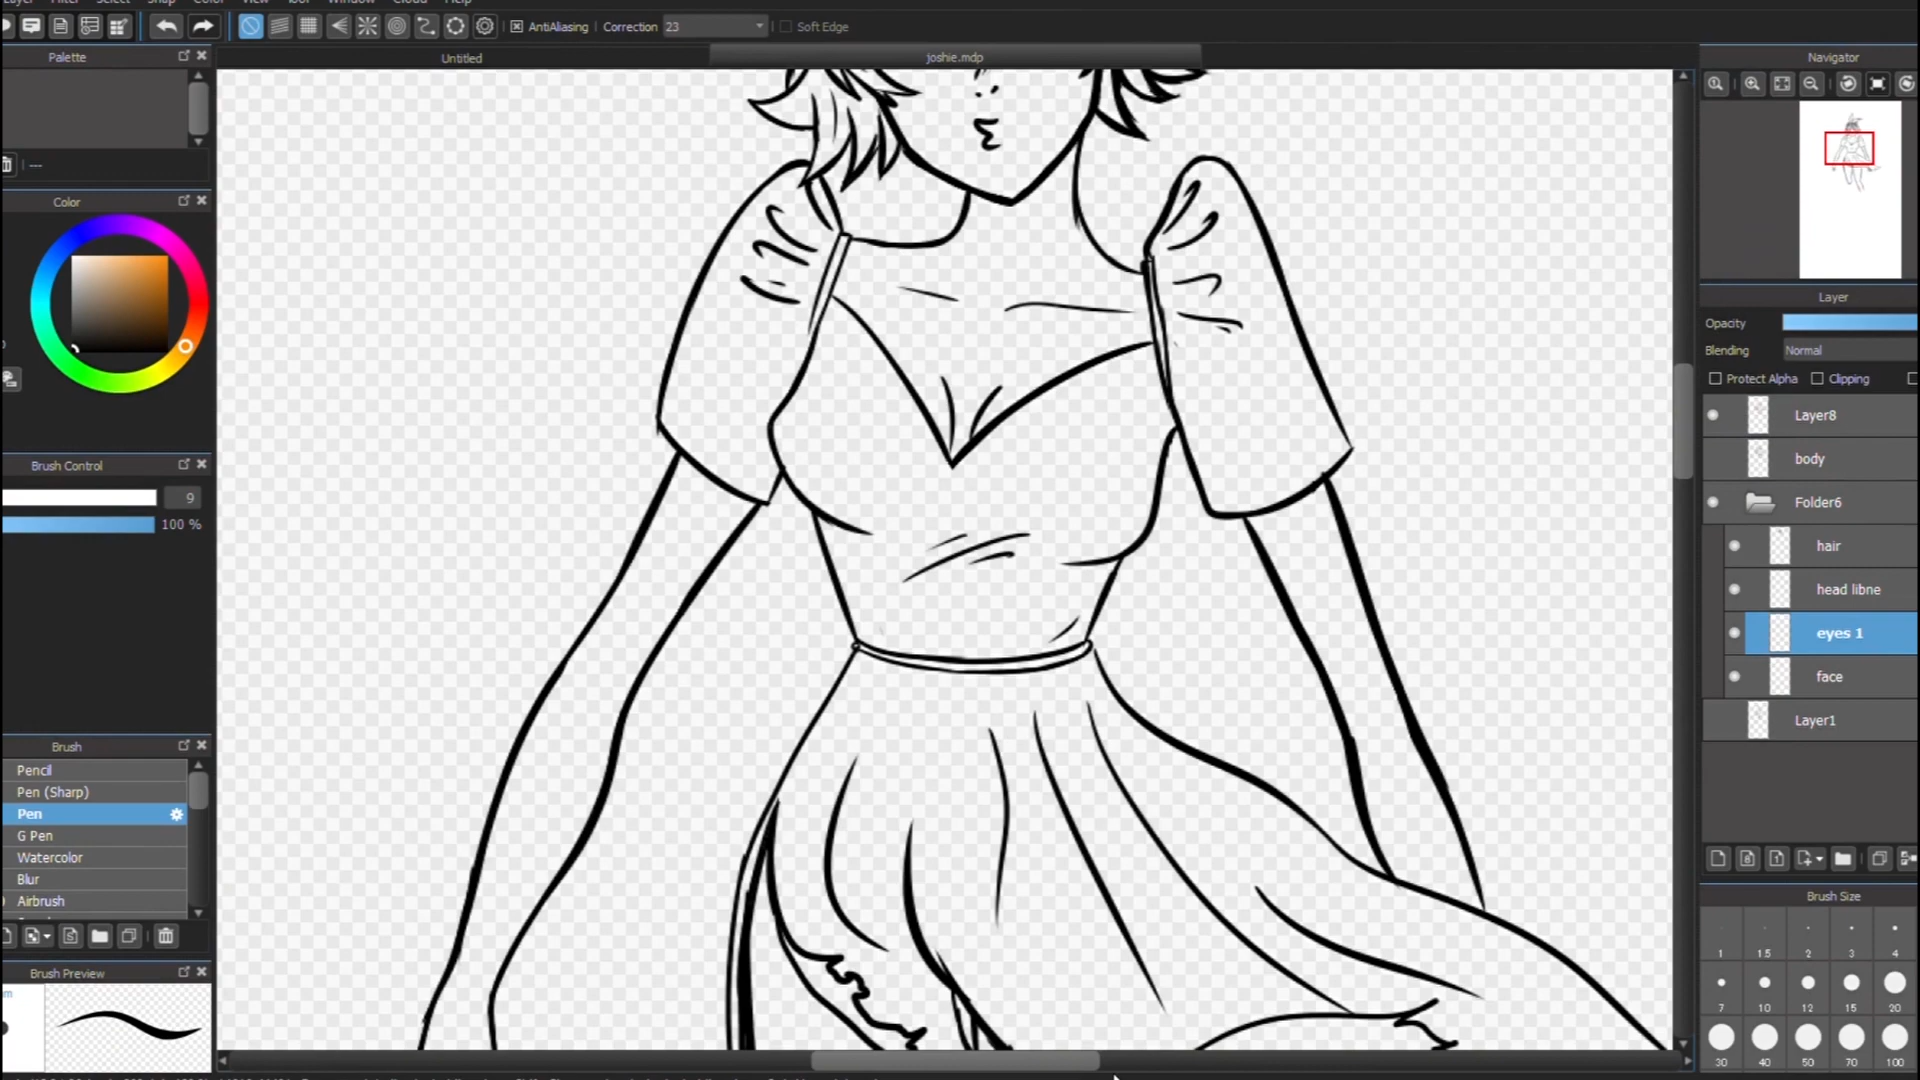 Layer Filter Select Snap Color View Tool Window Cloud Help
AntiAliasing Correction 23 Soft Edge
Palette
Untitled
joshie.mdp
Navigator
---
Color
Layer
Opacity
Blending Normal
Protect Alpha Clipping
Layer8
body
Folder6
hair
head libne
eyes 1
face
Layer1
Brush Control
9
100 %
Brush
Pencil
Pen (Sharp)
Pen
G Pen
Watercolor
Blur
Airbrush
Brush Preview
Brush Size
1 1.5 2 3 4
7 10 12 15 20
30 40 50 70 100